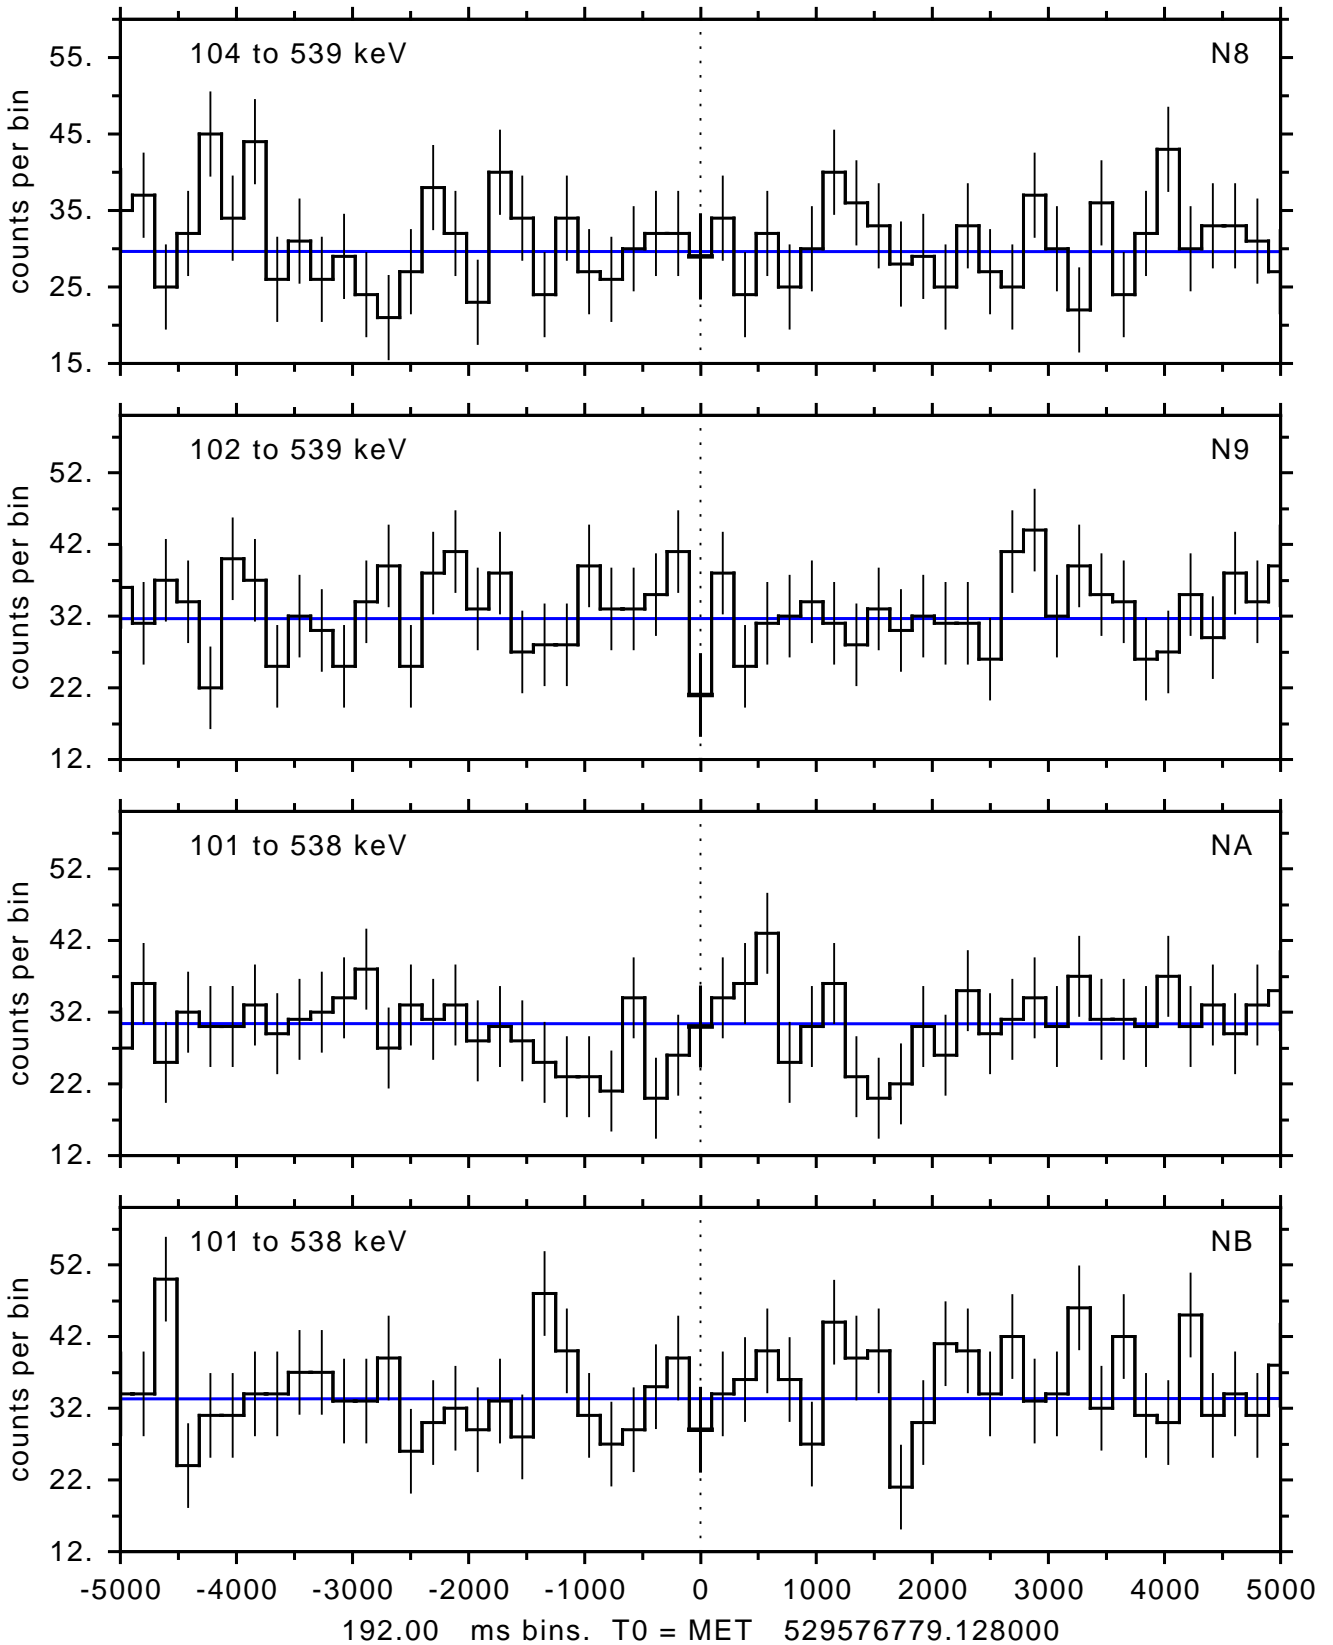 104 to 539 keV N8
55.
45.
35.
25.
15.
counts per bin
102 to 539 keV N9
52.
42.
32.
22.
12.
counts per bin
101 to 538 keV NA
52.
42.
32.
22.
12.
counts per bin
101 to 538 keV NB
52.
42.
32.
22.
12.
counts per bin
-5000 -4000 -3000 -2000 -1000 0 1000 2000 3000 4000 5000
192.00 ms bins. T0 = MET 529576779.128000